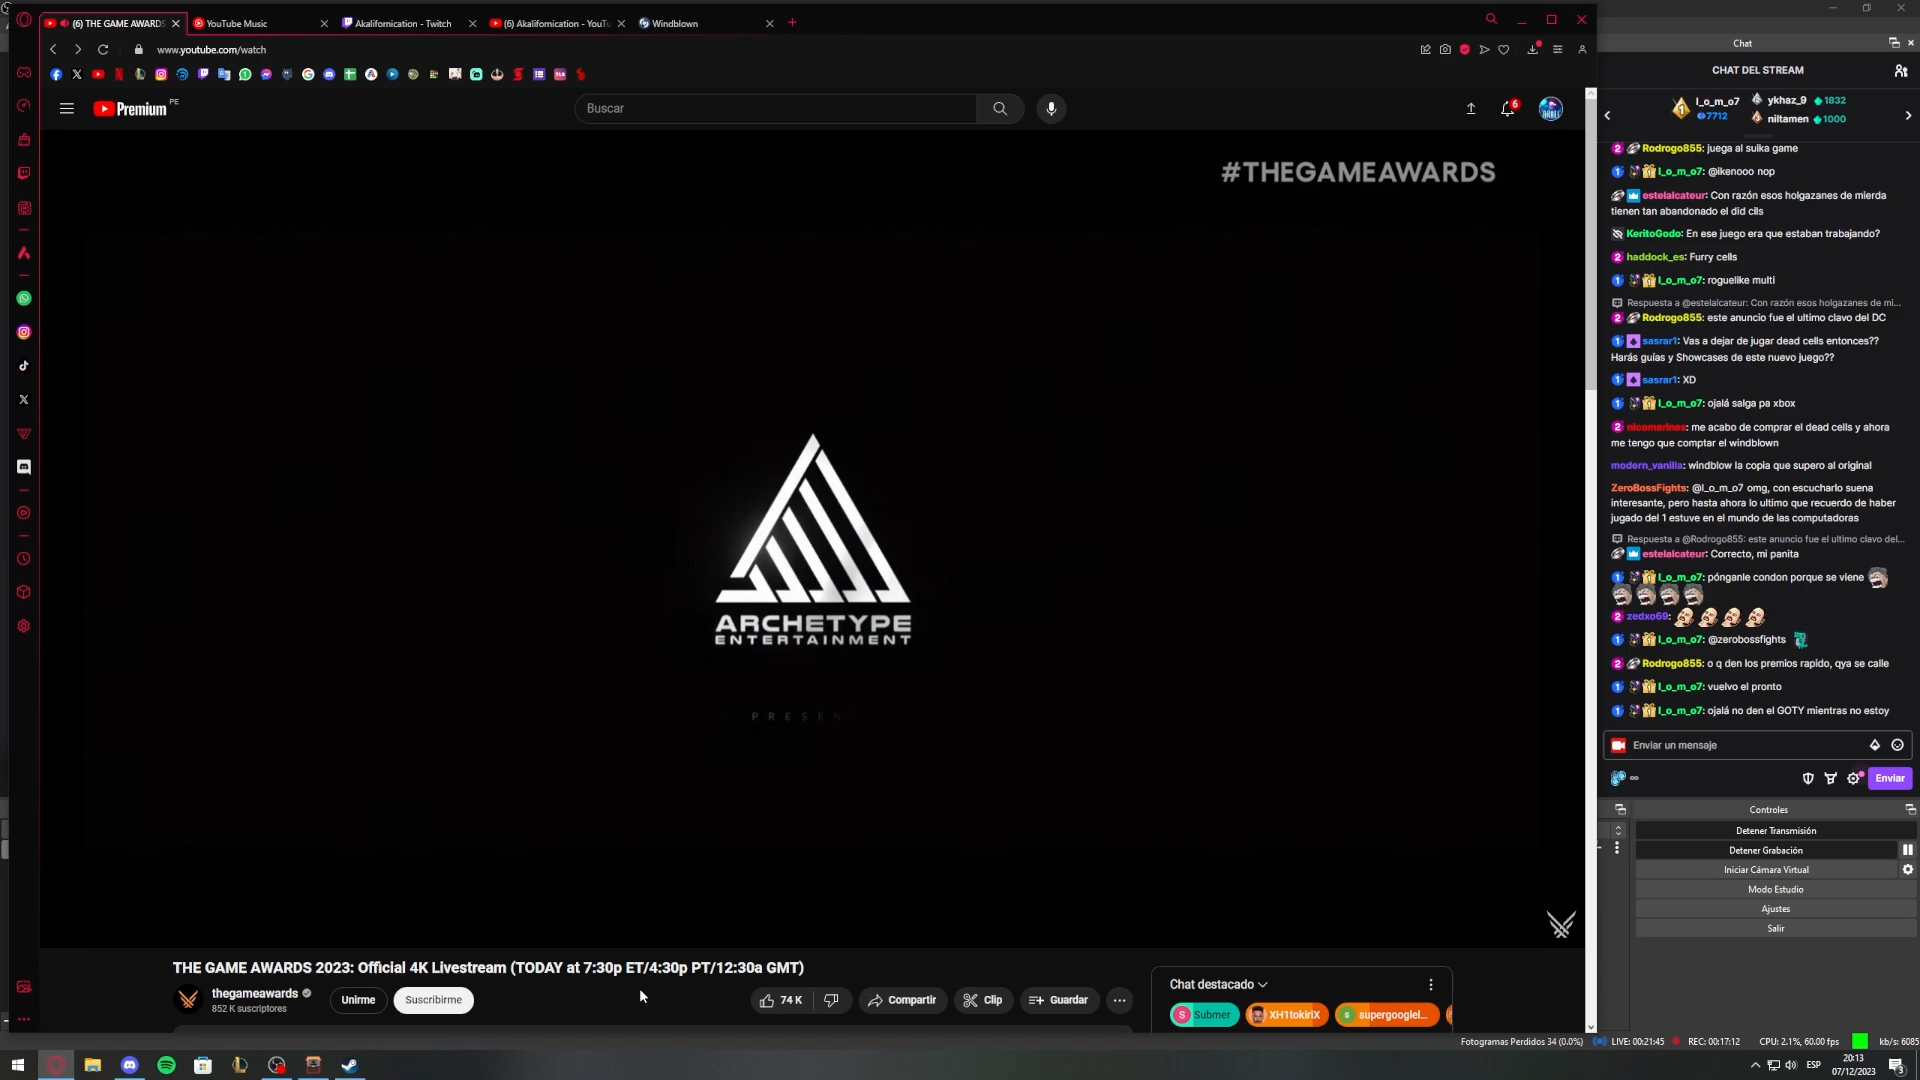 (6) THE GAME AWARDS
YouTube Music
Akalifornication - Twitch
(6) Akalifornication - YouTu
Windblown
www.youtube.com/watch
Premium PE
Buscar
6
#THEGAMEAWARDS
ARCHETYPE
ENTERTAINMENT
PRESEN
THE GAME AWARDS 2023: Official 4K Livestream (TODAY at 7:30p ET/4:30p PT/12:30a GMT)
thegameawards
852 K suscriptores
Unirme
Suscribirme
74 K
Compartir
Clip
Guardar
Chat destacado
Submer
XH1tokiriX
supergooglel...
Chat
CHAT DEL STREAM
l_o_m_o7
7712
ykhaz_9 1832
niltamen 1000
Rodrogo855: juega al suika game
l_o_m_o7: @ikenooo nop
estelalcateur: Con razón esos holgazanes de mierda
tienen tan abandonado el did cils
KeritoGodo: En ese juego era que estaban trabajando?
haddock_es: Furry cells
l_o_m_o7: roguelike multi
Respuesta a @estelalcateur: Con razón esos holgazanes de mi...
Rodrogo855: este anuncio fue el ultimo clavo del DC
sasrar1: Vas a dejar de jugar dead cells entonces??
Harás guías y Showcases de este nuevo juego??
sasrar1: XD
l_o_m_o7: ojalá salga pa xbox
nicomarines: me acabo de comprar el dead cells y ahora
me tengo que comptar el windblown
modern_vanilla: windblow la copia que supero al original
ZeroBossFights: @l_o_m_o7 omg, con escucharlo suena
interesante, pero hasta ahora lo ultimo que recuerdo de haber
jugado del 1 estuve en el mundo de las computadoras
Respuesta a @Rodrogo855: este anuncio fue el ultimo clavo del...
estelalcateur: Correcto, mi panita
l_o_m_o7: pónganle condon porque se viene
zedxo69:
l_o_m_o7: @zerobossfights
Rodrogo855: o q den los premios rapido, qya se calle
l_o_m_o7: vuelvo el pronto
l_o_m_o7: ojalá no den el GOTY mientras no estoy
Enviar un mensaje
Enviar
Controles
Detener Transmisión
Detener Grabación
Iniciar Cámara Virtual
Modo Estudio
Ajustes
Salir
Fotogramas Perdidos 34 (0.0%)
LIVE: 00:21:45
REC: 00:17:12
CPU: 2.1%, 60.00 fps
kb/s: 6085
ESP
20:13
07/12/2023
3